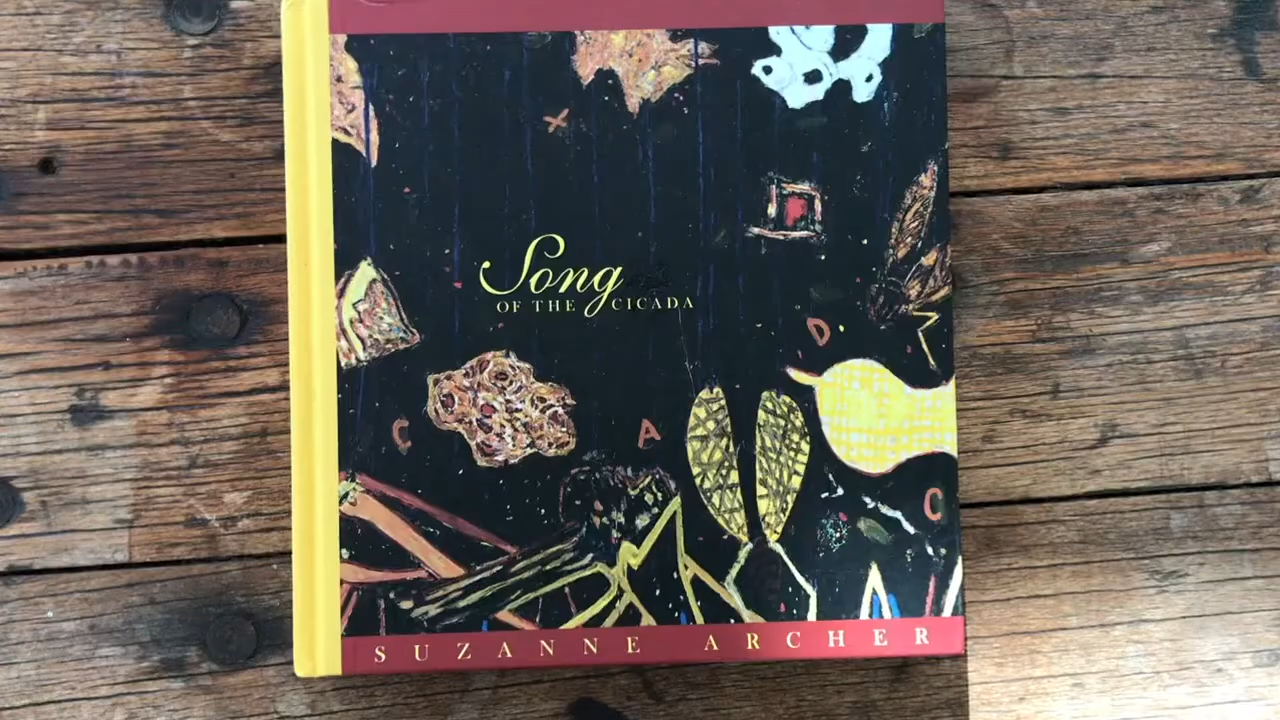 X
Song
OF THE CICADA
D
C
A
C
SUZANNE ARCHER